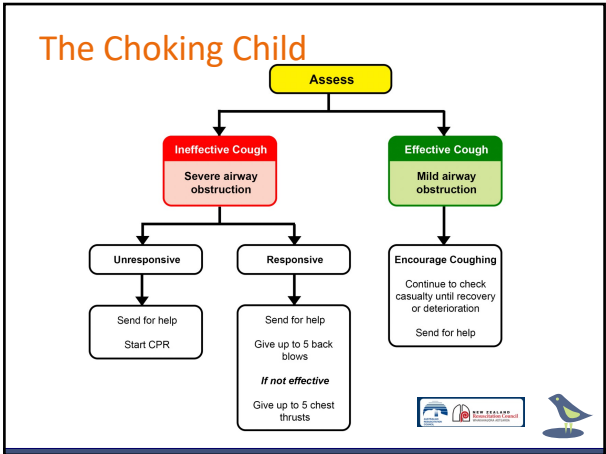 The Choking Child
Assess
Ineffective Cough
Severe airway
obstruction
Effective Cough
Mild airway
obstruction
Unresponsive
Responsive
Encourage Coughing
Continue to check
casualty until recovery
or deterioration
Send for help
Send for help
Start CPR
Send for help
Give up to 5 back
blows
If not effective
Give up to 5 chest
thrusts
NEW ZEALAND
Resuscitation Council